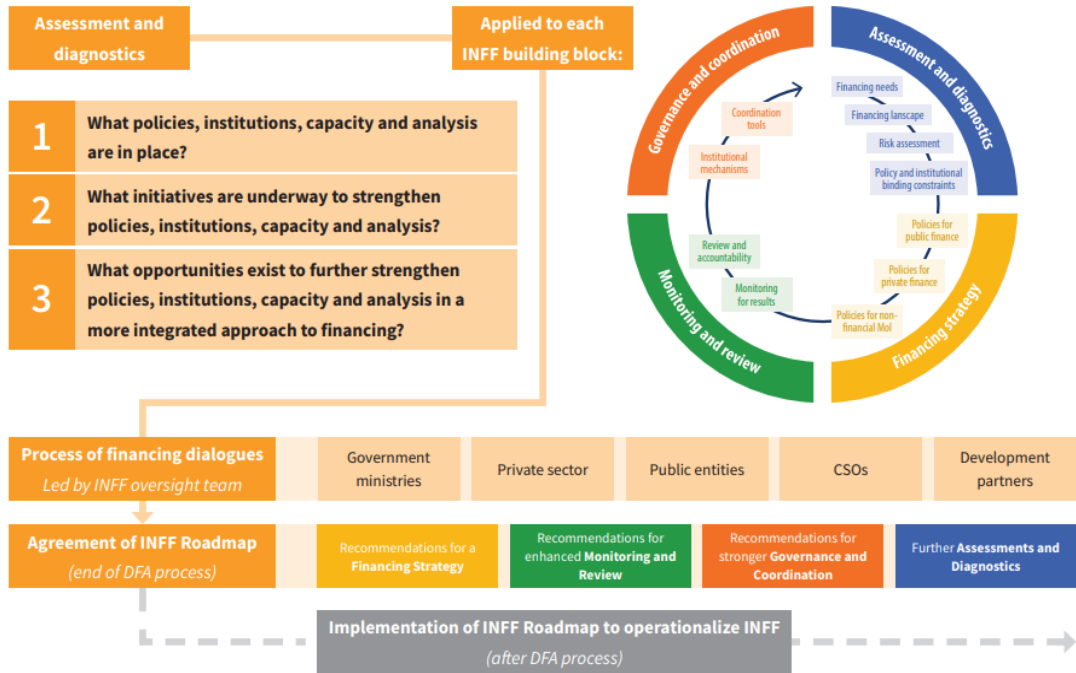 Assessment and
diagnostics
Applied to each
INFF building block:
1
What policies, institutions, capacity and analysis
are in place?
2
What initiatives are underway to strengthen
policies, institutions, capacity and analysis?
3
What opportunities exist to further strengthen
policies, institutions, capacity and analysis in a
more integrated approach to financing?
Governance and coordination
Assessment and diagnostics
Financing strategy
Monitoring and review
Financing needs
Financing lanscape
Risk assessment
Policy and institutional
binding constraints
Policies for
public finance
Policies for
private finance
Policies for non-
financial MoI
Monitoring
for results
Review and
accountability
Institutional
mechanisms
Coordination
tools
Process of financing dialogues
Led by INFF oversight team
Government
ministries
Private sector
Public entities
CSOs
Development
partners
Agreement of INFF Roadmap
(end of DFA process)
Recommendations for a
Financing Strategy
Recommendations for
enhanced Monitoring and
Review
Recommendations for
stronger Governance and
Coordination
Further Assessments and
Diagnostics
Implementation of INFF Roadmap to operationalize INFF
(after DFA process)